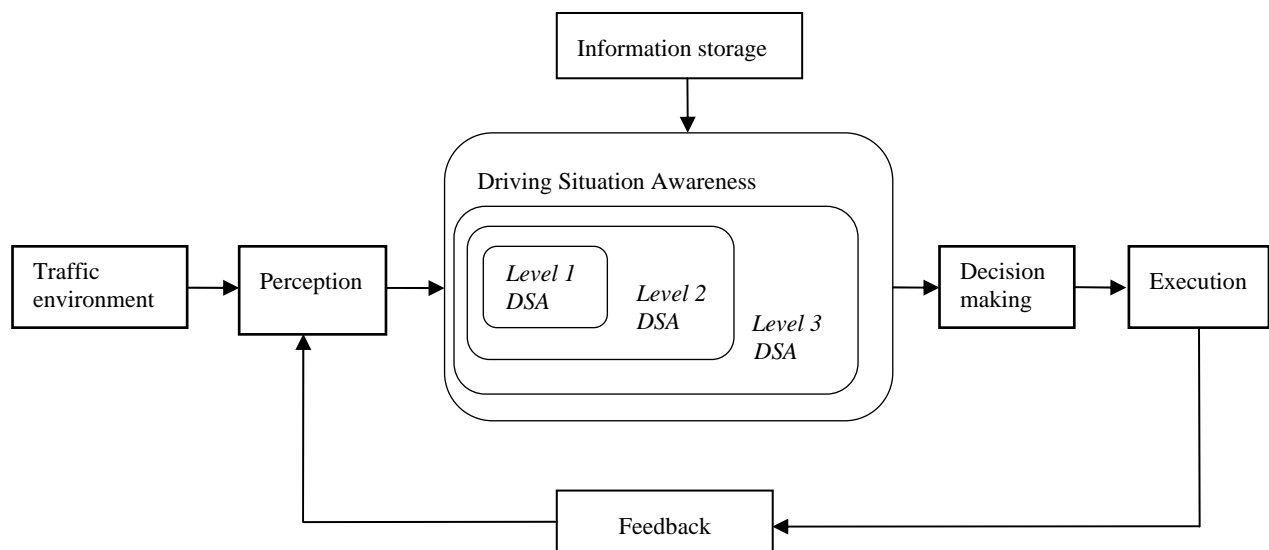 Information storage
Driving Situation Awareness
Traffic
environment
Perception
Level 1
DSA
Level 2
DSA
Level 3
DSA
Decision
making
Execution
Feedback